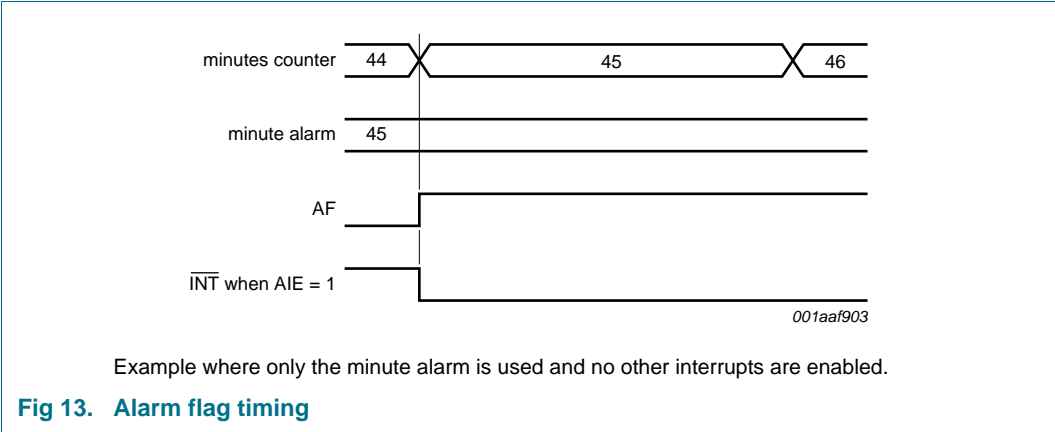 minutes counter 44 45 46
minute alarm 45
AF
INT when AIE = 1
001aaf903
Example where only the minute alarm is used and no other interrupts are enabled.
Fig 13. Alarm flag timing